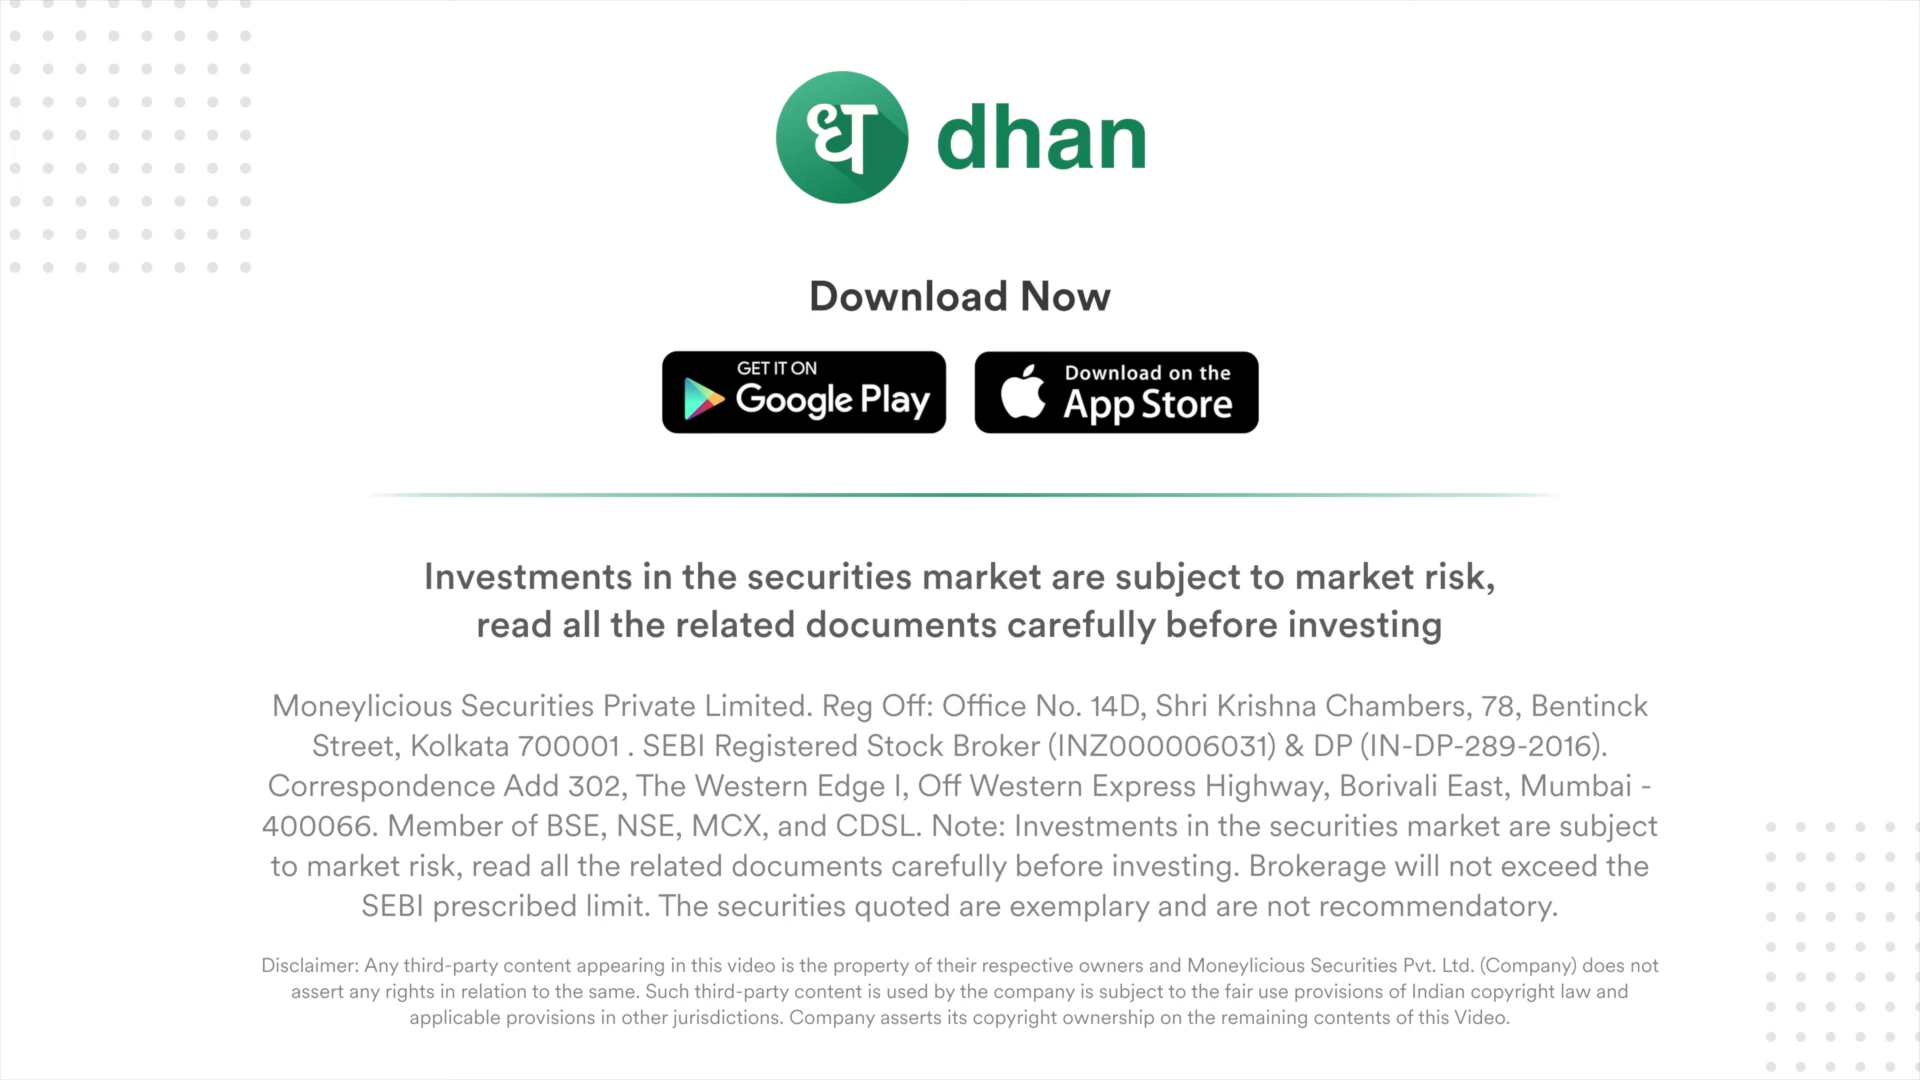 ध dhan
Download Now
GET IT ON
Google Play
Download on the
App Store
Investments in the securities market are subject to market risk,
read all the related documents carefully before investing
Moneylicious Securities Private Limited. Reg Off: Office No. 14D, Shri Krishna Chambers, 78, Bentinck
Street, Kolkata 700001 . SEBI Registered Stock Broker (INZ000006031) & DP (IN-DP-289-2016).
Correspondence Add 302, The Western Edge I, Off Western Express Highway, Borivali East, Mumbai -
400066. Member of BSE, NSE, MCX, and CDSL. Note: Investments in the securities market are subject
to market risk, read all the related documents carefully before investing. Brokerage will not exceed the
SEBI prescribed limit. The securities quoted are exemplary and are not recommendatory.
Disclaimer: Any third-party content appearing in this video is the property of their respective owners and Moneylicious Securities Pvt. Ltd. (Company) does not
assert any rights in relation to the same. Such third-party content is used by the company is subject to the fair use provisions of Indian copyright law and
applicable provisions in other jurisdictions. Company asserts its copyright ownership on the remaining contents of this Video.